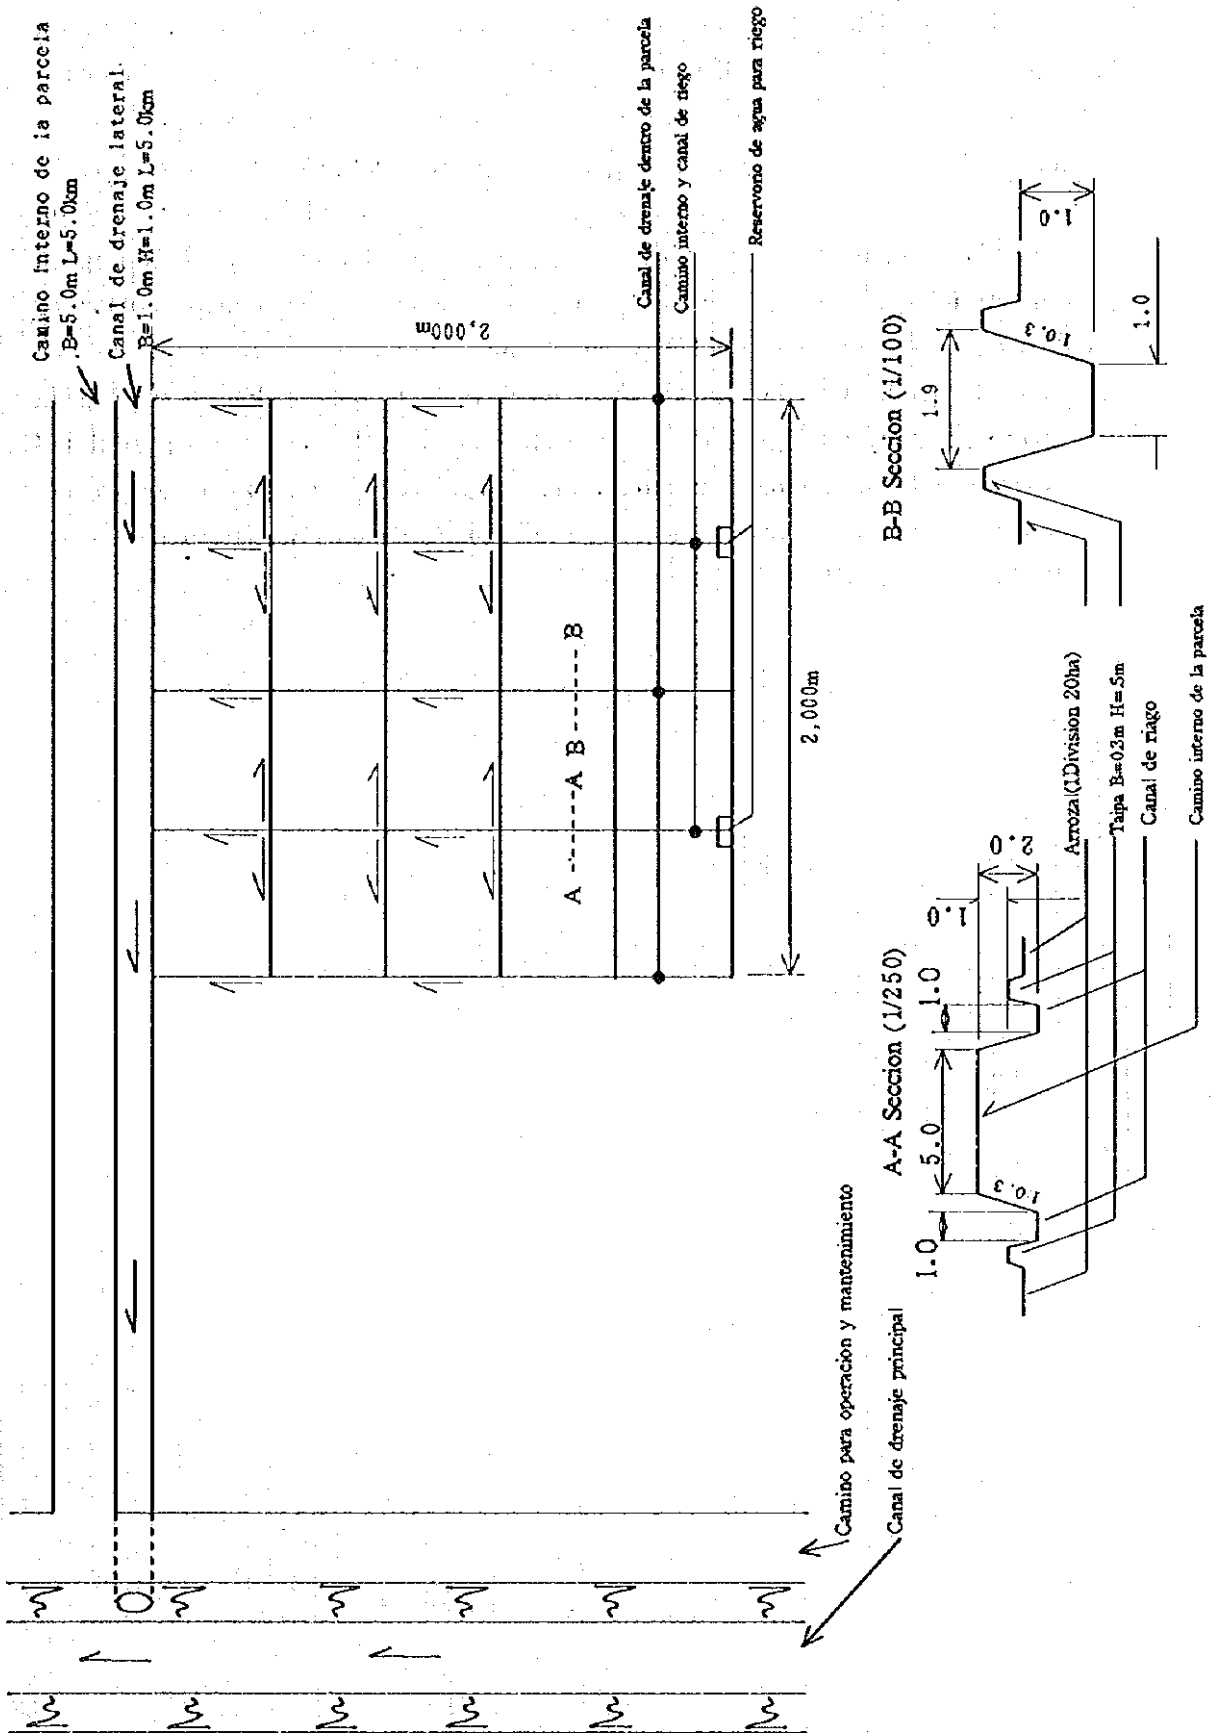 Camino interno de la parcela
B=5.0m L=5.0km
Canal de drenaje lateral.
B=1.0m H=1.0m L=5.0km
2,000m
Canal de drenaje dentro de la parcela
Camino interno y canal de riego
Reservorio de agua para riego
A ------ A B ------ B
2,000m
Camino para operacion y mantenimiento
Canal de drenaje principal
A-A Seccion (1/250)
1.0
5.0
1.0
1.0
2.0
1:0.3
Arrozal(1Division 20ha)
Taipa B=0.3m H=.5m
Canal de riago
Camino interno de la parcela
B-B Seccion (1/100)
1.9
1:0.3
1.0
1.0